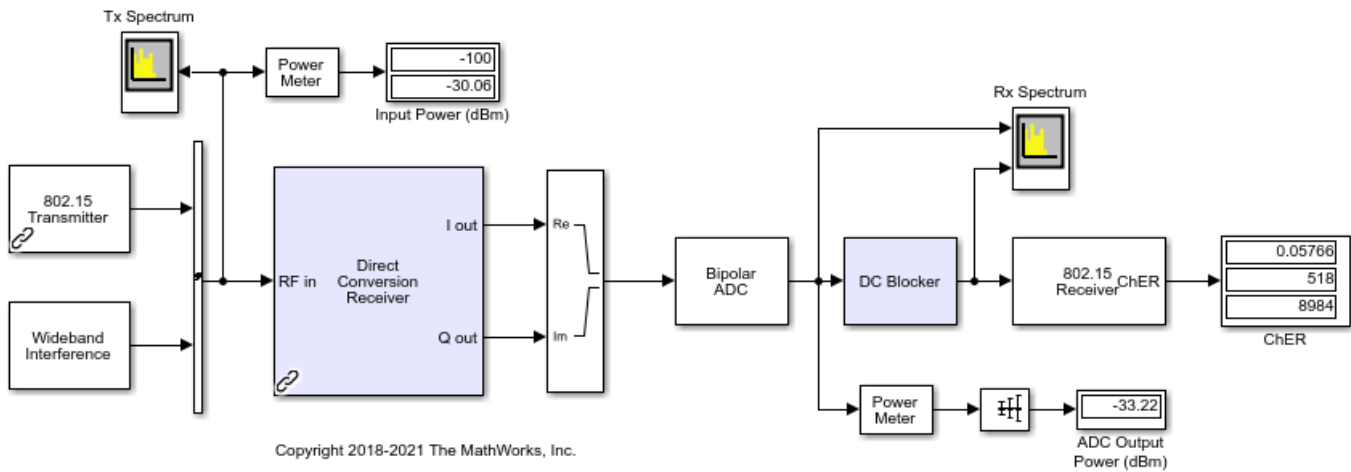 Tx Spectrum
Power
Meter
-100
-30.06
Input Power (dBm)
Rx Spectrum
802.15
Transmitter
Wideband
Interference
RF in
Direct
Conversion
Receiver
I out
Q out
Re
Im
Bipolar
ADC
DC Blocker
802.15
Receiver
ChER
0.05766
518
8984
ChER
Power
Meter
-33.22
ADC Output
Power (dBm)
Copyright 2018-2021 The MathWorks, Inc.